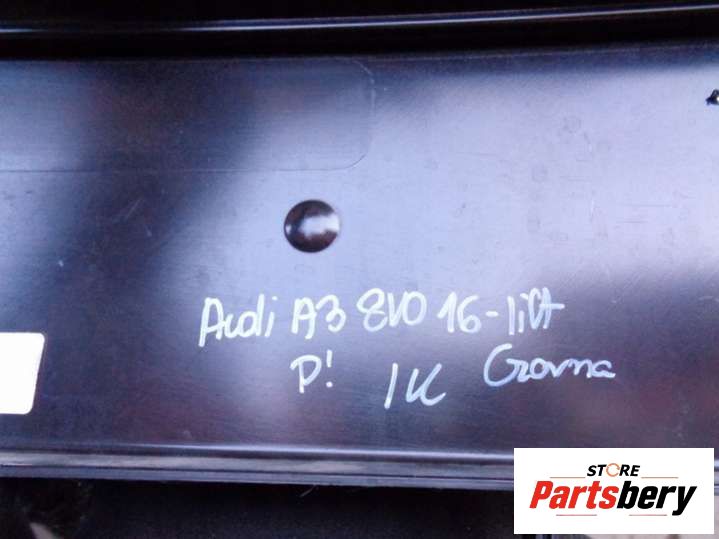 Audi A3 8V0 16-lift
P! 1K Czarna
STORE
Partsbery